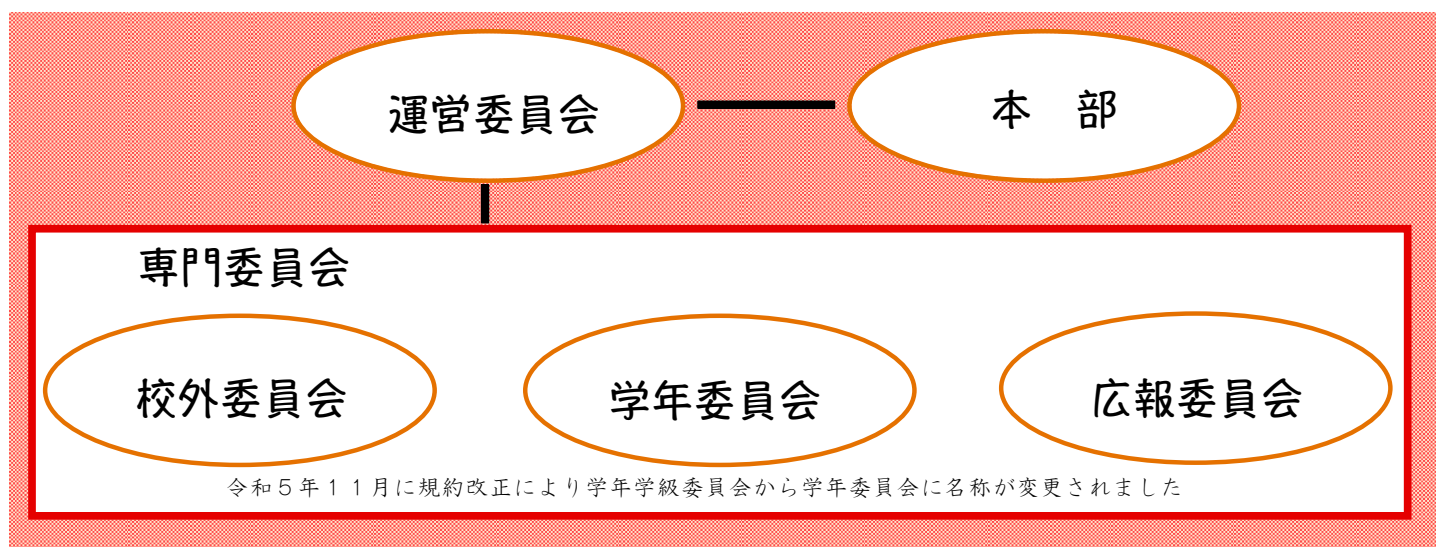 運営委員会
本　部
専門委員会
校外委員会
学年委員会
広報委員会
令和５年１１月に規約改正により学年学級委員会から学年委員会に名称が変更されました